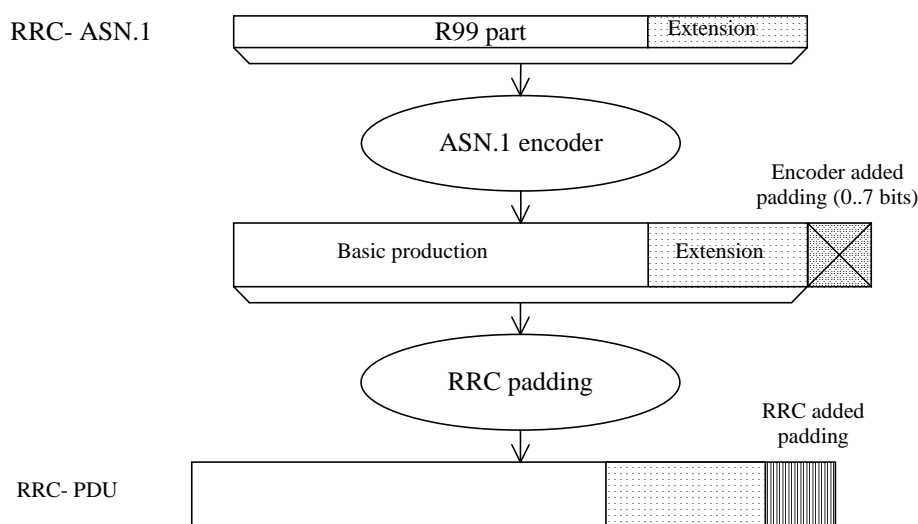 RRC- ASN.1
R99 part
Extension
ASN.1 encoder
Encoder added
padding (0..7 bits)
Basic production
Extension
RRC padding
RRC added
padding
RRC- PDU